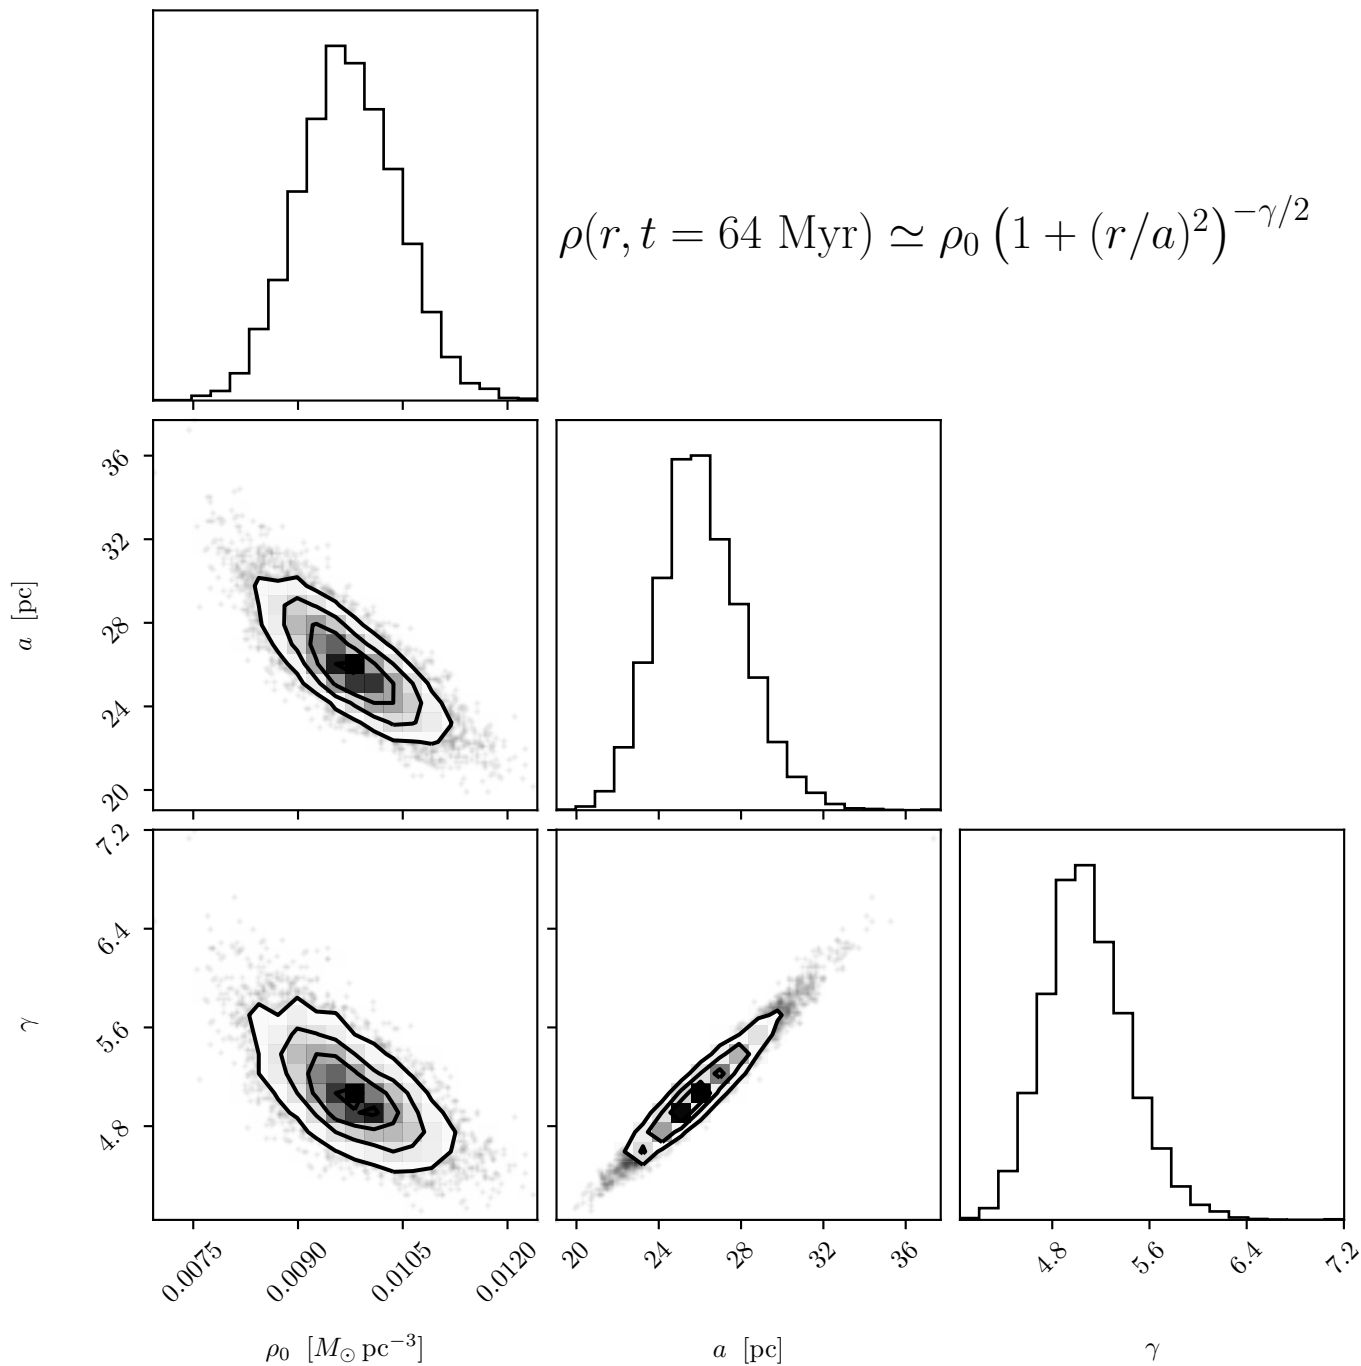 ρ(r, t = 64 Myr) ≃ ρ₀ (1 + (r/a)²)^{−γ/2}
36
32
28
24
20
a [pc]
7.2
6.4
5.6
4.8
γ
0.0075 0.0090 0.0105 0.0120
20 24 28 32 36
4.8 5.6 6.4 7.2
ρ₀ [M⊙ pc⁻³]
a [pc]
γ